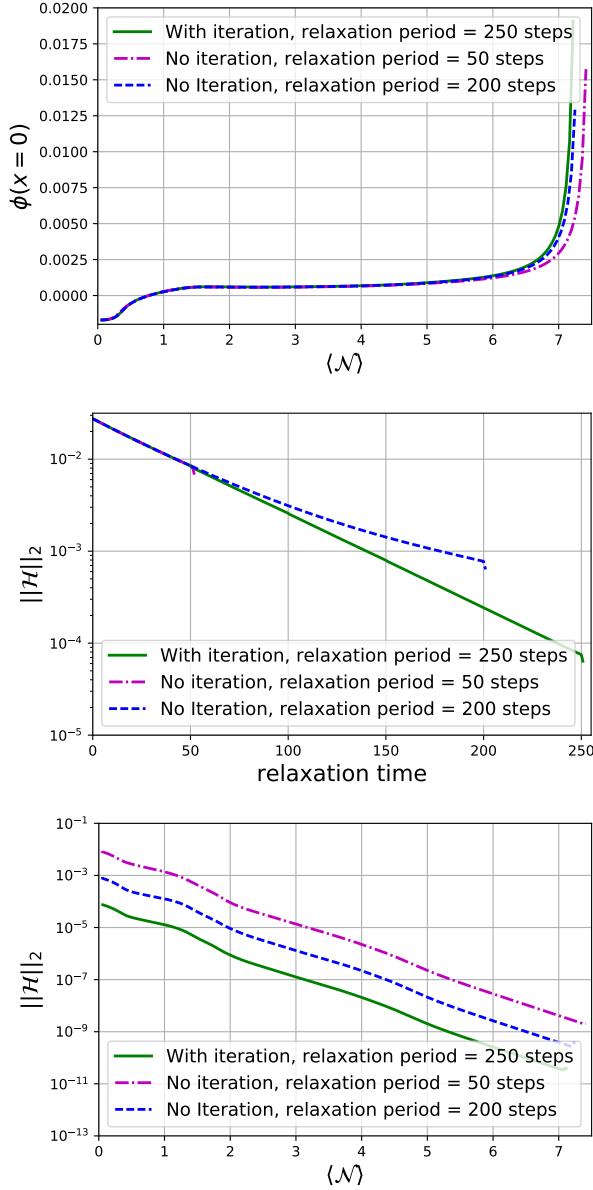 0.0200
0.0175
0.0150
0.0125
0.0100
0.0075
0.0050
0.0025
0.0000
ϕ(x = 0)
With iteration, relaxation period = 250 steps
No iteration, relaxation period = 50 steps
No Iteration, relaxation period = 200 steps
0 1 2 3 4 5 6 7
⟨𝒩⟩
10⁻²
10⁻³
10⁻⁴
10⁻⁵
||ℋ||₂
With iteration, relaxation period = 250 steps
No iteration, relaxation period = 50 steps
No Iteration, relaxation period = 200 steps
0 50 100 150 200 250
relaxation time
10⁻¹
10⁻³
10⁻⁵
10⁻⁷
10⁻⁹
10⁻¹¹
10⁻¹³
||ℋ||₂
With iteration, relaxation period = 250 steps
No iteration, relaxation period = 50 steps
No Iteration, relaxation period = 200 steps
0 1 2 3 4 5 6 7
⟨𝒩⟩